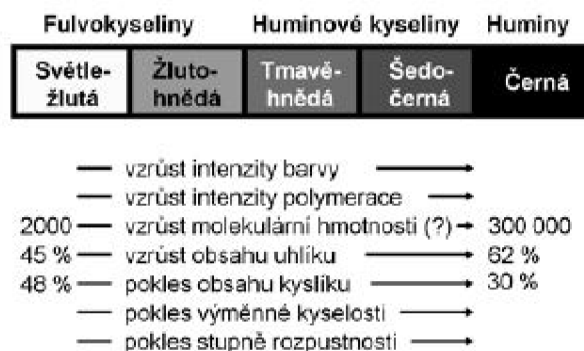 Fulvokyseliny Huminové kyseliny Huminy
Světle-
žlutá
Žluto-
hnědá
Tmavě-
hnědá
Šedo-
černá
Černá
vzrůst intenzity barvy
vzrůst intenzity polymerace
2000 — vzrůst molekulární hmotnosti (?) → 300 000
45 % — vzrůst obsahu uhlíku → 62 %
48 % — pokles obsahu kyslíku → 30 %
pokles výměnné kyselosti
pokles stupně rozpustnosti